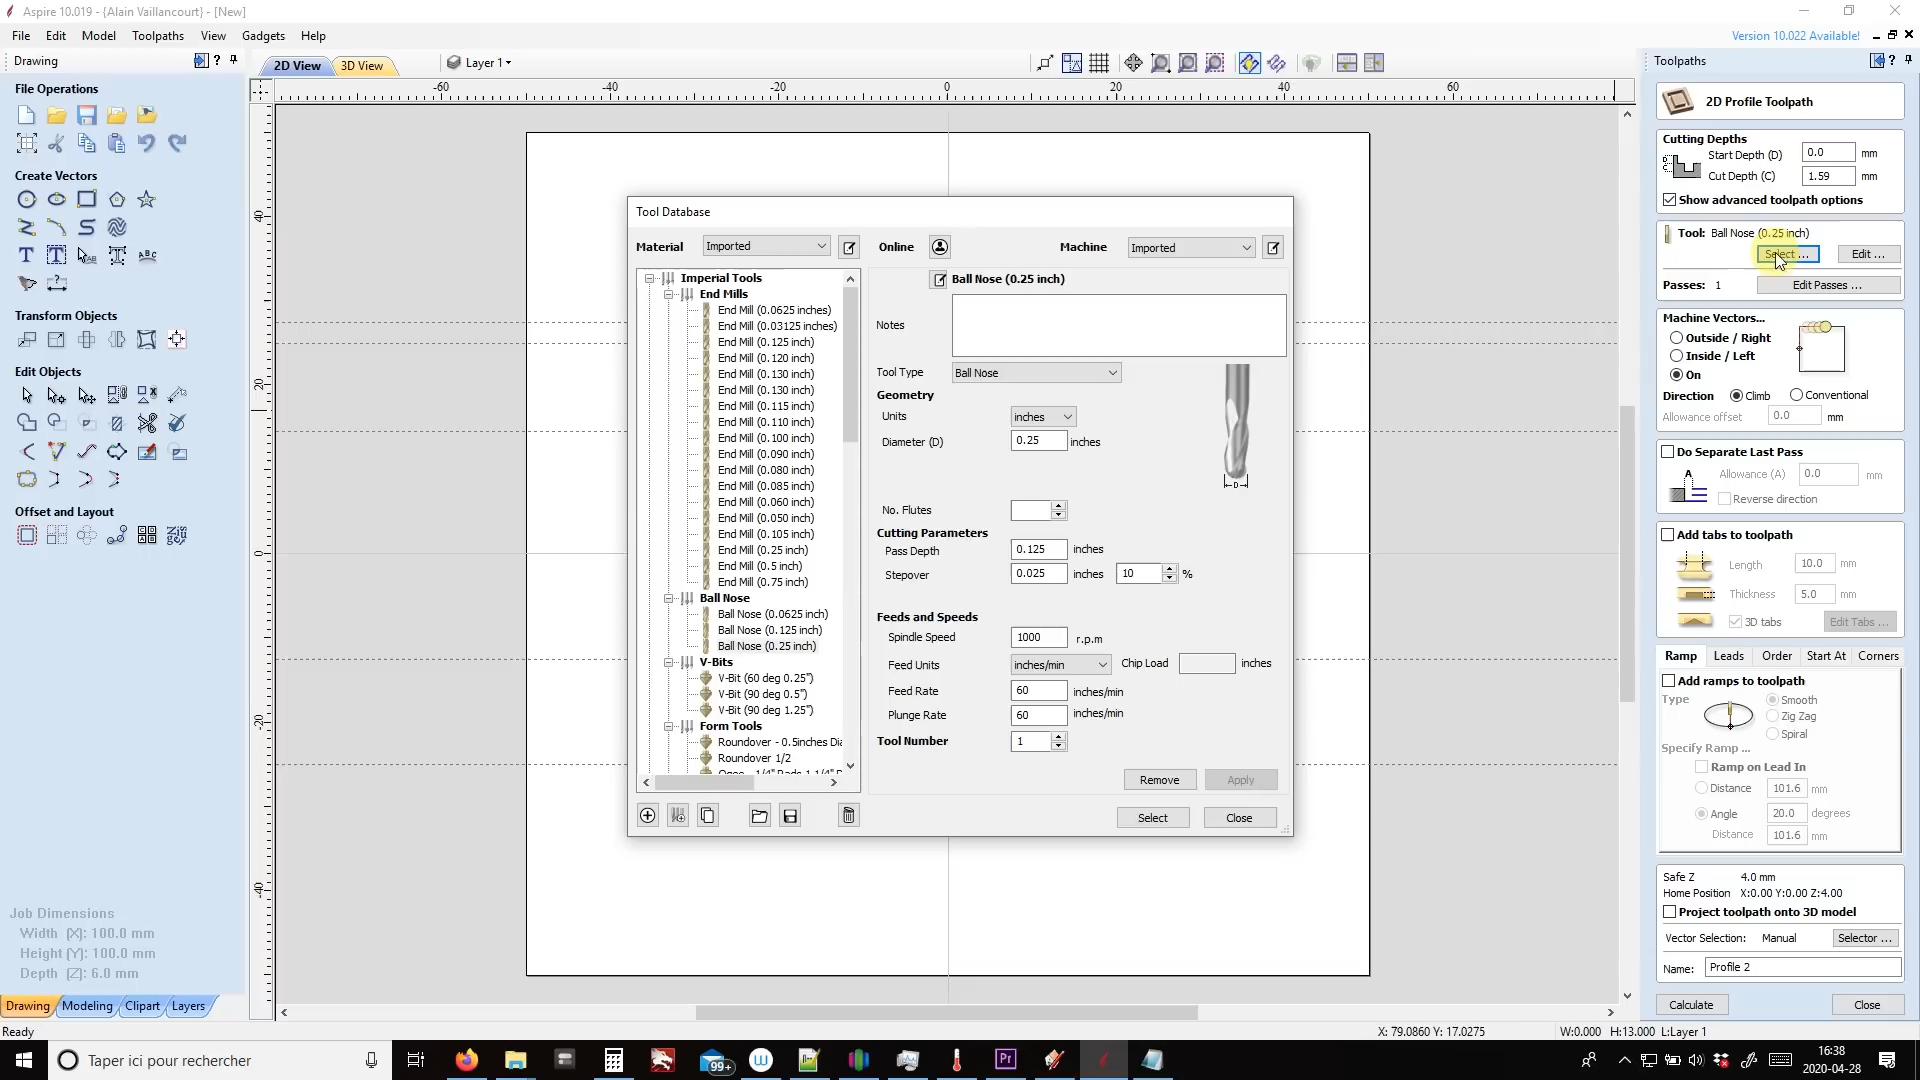 Aspire 10.019 - {Alain Vaillancourt} - [New]
File Edit Model Toolpaths View Gadgets Help
Version 10.022 Available!
Drawing
File Operations
Create Vectors
Transform Objects
Edit Objects
Offset and Layout
Job Dimensions
Width (X): 100.0 mm
Height (Y): 100.0 mm
Depth (Z): 6.0 mm
Drawing Modeling Clipart Layers
Ready
2D View 3D View Layer 1
-60 -40 -20 0 20 40 60
40
20
0
-20
-40
Tool Database
Material Imported Online Machine Imported
Imperial Tools
End Mills
End Mill (0.0625 inches)
End Mill (0.03125 inches)
End Mill (0.125 inch)
End Mill (0.120 inch)
End Mill (0.130 inch)
End Mill (0.130 inch)
End Mill (0.115 inch)
End Mill (0.110 inch)
End Mill (0.100 inch)
End Mill (0.090 inch)
End Mill (0.080 inch)
End Mill (0.085 inch)
End Mill (0.060 inch)
End Mill (0.050 inch)
End Mill (0.105 inch)
End Mill (0.25 inch)
End Mill (0.5 inch)
End Mill (0.75 inch)
Ball Nose
Ball Nose (0.0625 inch)
Ball Nose (0.125 inch)
Ball Nose (0.25 inch)
V-Bits
V-Bit (60 deg 0.25")
V-Bit (90 deg 0.5")
V-Bit (90 deg 1.25")
Form Tools
Roundover - 0.5inches Dia
Roundover 1/2
Ball Nose (0.25 inch)
Notes
Tool Type Ball Nose
Geometry
Units inches
Diameter (D) 0.25 inches
D
No. Flutes
Cutting Parameters
Pass Depth 0.125 inches
Stepover 0.025 inches 10 %
Feeds and Speeds
Spindle Speed 1000 r.p.m
Feed Units inches/min Chip Load inches
Feed Rate 60 inches/min
Plunge Rate 60 inches/min
Tool Number 1
Remove Apply
Select Close
Toolpaths
2D Profile Toolpath
Cutting Depths
Start Depth (D) 0.0 mm
Cut Depth (C) 1.59 mm
Show advanced toolpath options
Tool: Ball Nose (0.25 inch)
Select ... Edit ...
Passes: 1 Edit Passes ...
Machine Vectors...
Outside / Right
Inside / Left
On
Direction Climb Conventional
Allowance offset 0.0 mm
Do Separate Last Pass
A Allowance (A) 0.0 mm
Reverse direction
Add tabs to toolpath
Length 10.0 mm
Thickness 5.0 mm
3D tabs Edit Tabs ...
Ramp Leads Order Start At Corners
Add ramps to toolpath
Type Smooth
Zig Zag
Spiral
Specify Ramp ...
Ramp on Lead In
Distance 101.6 mm
Angle 20.0 degrees
Distance 101.6 mm
Safe Z 4.0 mm
Home Position X:0.00 Y:0.00 Z:4.00
Project toolpath onto 3D model
Vector Selection: Manual Selector ...
Name: Profile 2
Calculate Close
X: 79.0860 Y: 17.0275 W:0.000 H:13.000 L:Layer 1
Taper ici pour rechercher
99+
W
Pr
16:38
2020-04-28